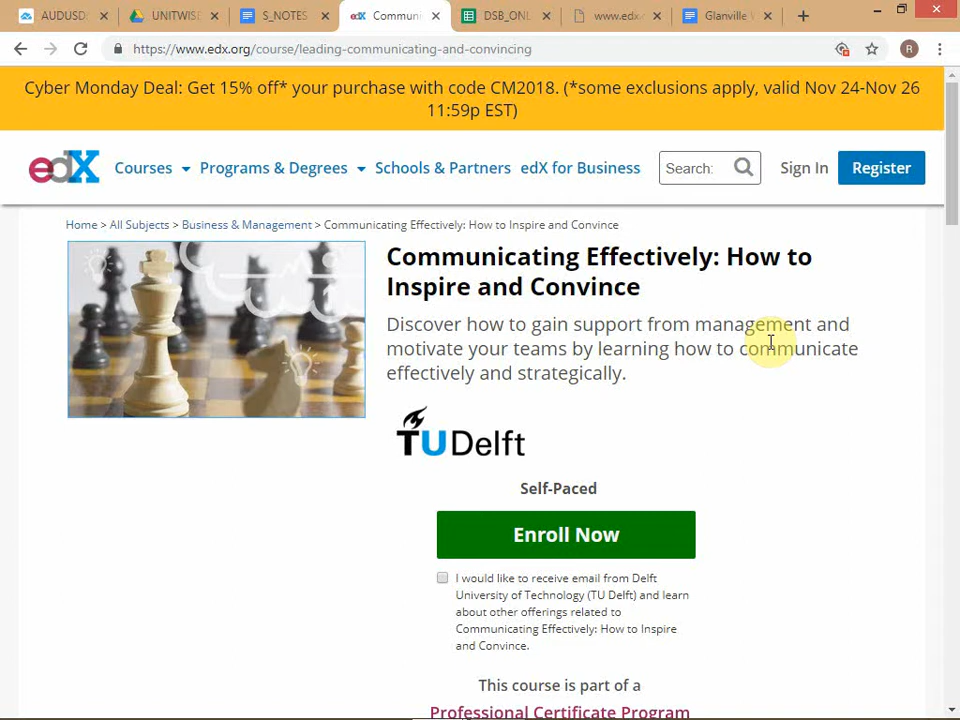 AUDUSD:
UNITWISE
S_NOTES
Commun
DSB_ONL
www.edx.
Glanville
https://www.edx.org/course/leading-communicating-and-convincing
R
Cyber Monday Deal: Get 15% off* your purchase with code CM2018. (*some exclusions apply, valid Nov 24-Nov 26
11:59p EST)
edX
Courses
Programs & Degrees
Schools & Partners
edX for Business
Search:
Sign In
Register
Home > All Subjects > Business & Management > Communicating Effectively: How to Inspire and Convince
Communicating Effectively: How to
Inspire and Convince
Discover how to gain support from management and
motivate your teams by learning how to communicate
effectively and strategically.
TUDelft
Self-Paced
Enroll Now
I would like to receive email from Delft
University of Technology (TU Delft) and learn
about other offerings related to
Communicating Effectively: How to Inspire
and Convince.
This course is part of a
Professional Certificate Program